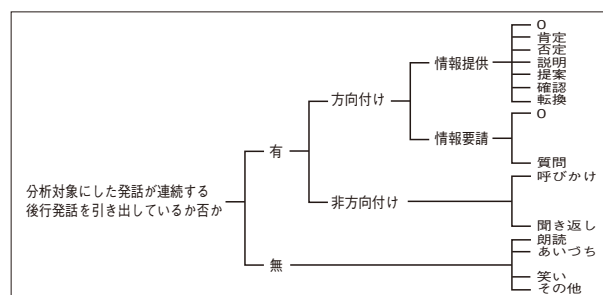 分析対象にした発話が連続する
後行発話を引き出しているか否か
有
無
方向付け
非方向付け
情報提供
情報要請
O
肯定
否定
説明
提案
確認
転換
O
質問
呼びかけ
聞き返し
朗読
あいづち
笑い
その他